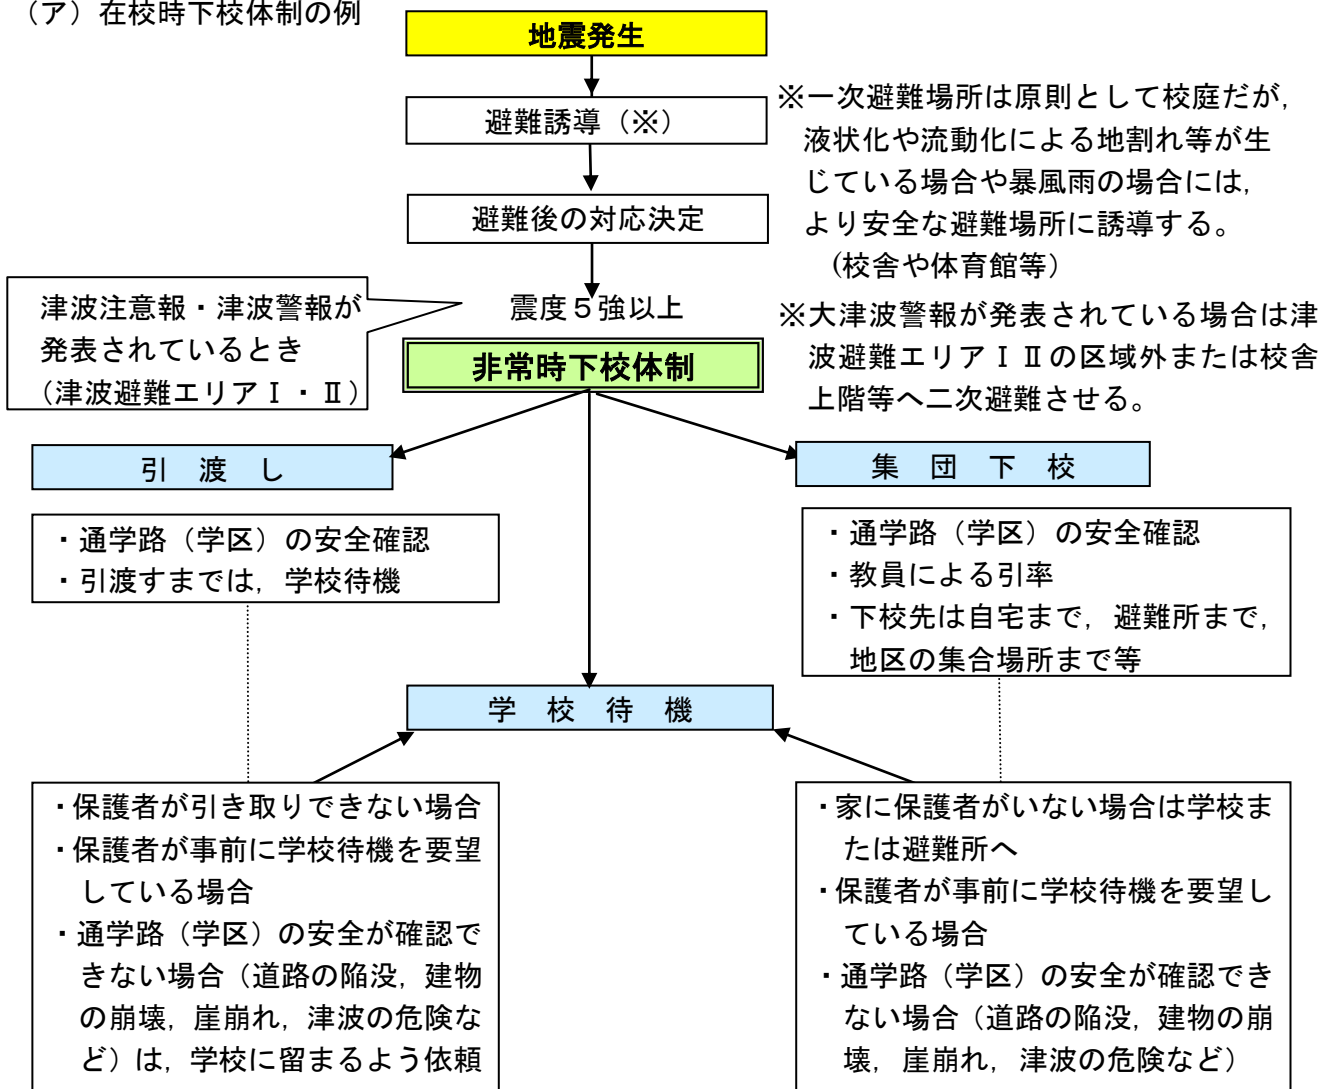 （ア）在校時下校体制の例
地震発生
避難誘導（※）
避難後の対応決定
※一次避難場所は原則として校庭だが，
液状化や流動化による地割れ等が生
じている場合や暴風雨の場合には，
より安全な避難場所に誘導する。
(校舎や体育館等）
※大津波警報が発表されている場合は津
波避難エリアⅠⅡの区域外または校舎
上階等へ二次避難させる。
津波注意報・津波警報が
発表されているとき
（津波避難エリアⅠ・Ⅱ）
震度５強以上
非常時下校体制
引　渡　し
・通学路（学区）の安全確認
・引渡すまでは，学校待機
集　団　下　校
・通学路（学区）の安全確認
・教員による引率
・下校先は自宅まで，避難所まで，
地区の集合場所まで等
学　校　待　機
・保護者が引き取りできない場合
・保護者が事前に学校待機を要望
している場合
・通学路（学区）の安全が確認で
きない場合（道路の陥没，建物
の崩壊，崖崩れ，津波の危険な
ど）は，学校に留まるよう依頼
・家に保護者がいない場合は学校ま
たは避難所へ
・保護者が事前に学校待機を要望し
ている場合
・通学路（学区）の安全が確認でき
ない場合（道路の陥没，建物の崩
壊，崖崩れ，津波の危険など）